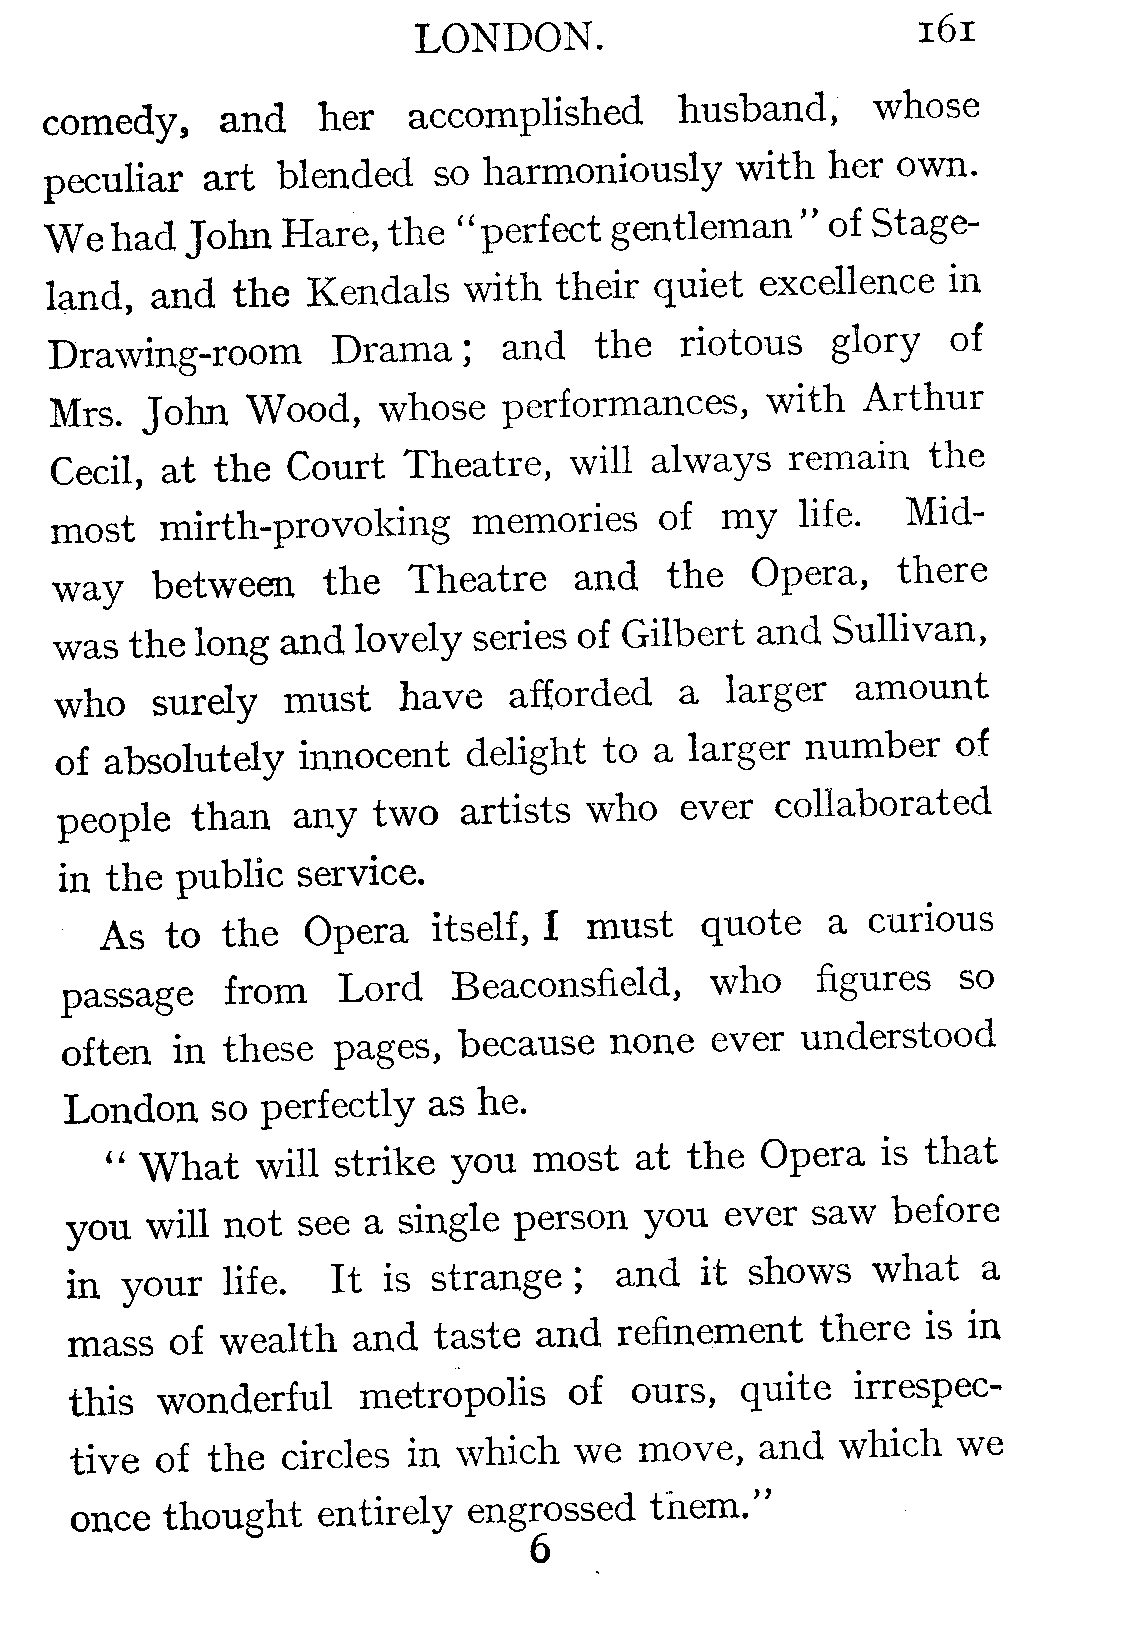 LONDON. 161
comedy, and her accomplished husband, whose
peculiar art blended so harmoniously with her own.
We had John Hare, the “perfect gentleman” of Stage-
land, and the Kendals with their quiet excellence in
Drawing-room Drama; and the riotous glory of
Mrs. John Wood, whose performances, with Arthur
Cecil, at the Court Theatre, will always remain the
most mirth-provoking memories of my life. Mid-
way between the Theatre and the Opera, there
was the long and lovely series of Gilbert and Sullivan,
who surely must have afforded a larger amount
of absolutely innocent delight to a larger number of
people than any two artists who ever collaborated
in the public service.
As to the Opera itself, I must quote a curious
passage from Lord Beaconsfield, who figures so
often in these pages, because none ever understood
London so perfectly as he.
“What will strike you most at the Opera is that
you will not see a single person you ever saw before
in your life. It is strange; and it shows what a
mass of wealth and taste and refinement there is in
this wonderful metropolis of ours, quite irrespec-
tive of the circles in which we move, and which we
once thought entirely engrossed them.”
6